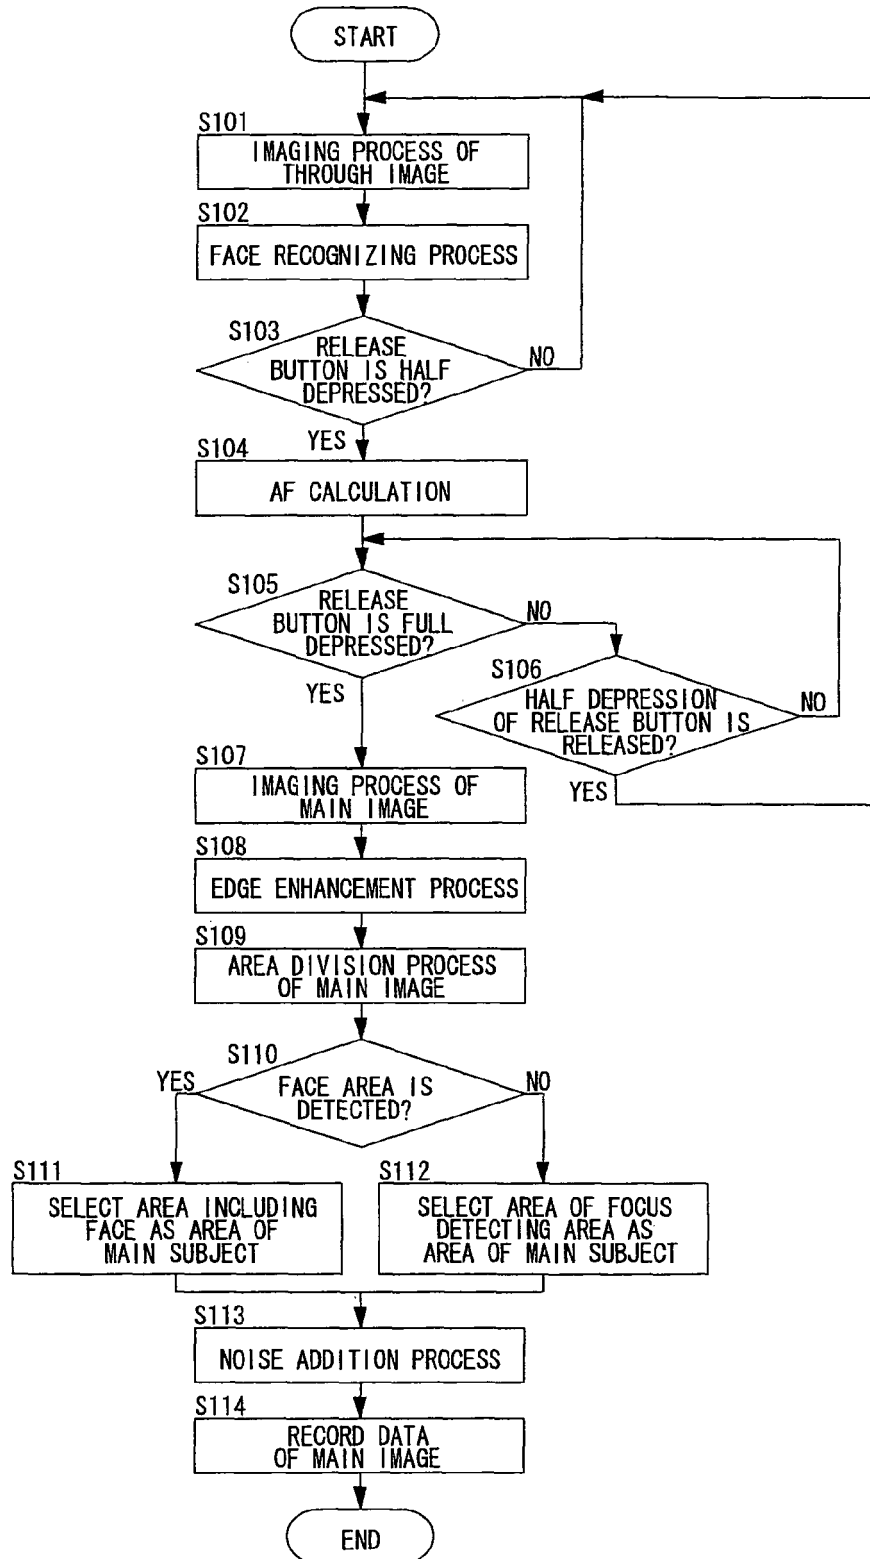 START
S101
IMAGING PROCESS OF
THROUGH IMAGE
S102
FACE RECOGNIZING PROCESS
S103
RELEASE
BUTTON IS HALF
DEPRESSED?
NO
YES
S104
AF CALCULATION
S105
RELEASE
BUTTON IS FULL
DEPRESSED?
NO
YES
S106
HALF DEPRESSION
OF RELEASE BUTTON IS
RELEASED?
NO
YES
S107
IMAGING PROCESS OF
MAIN IMAGE
S108
EDGE ENHANCEMENT PROCESS
S109
AREA DIVISION PROCESS
OF MAIN IMAGE
S110
FACE AREA IS
DETECTED?
YES
NO
S111
SELECT AREA INCLUDING
FACE AS AREA OF
MAIN SUBJECT
S112
SELECT AREA OF FOCUS
DETECTING AREA AS
AREA OF MAIN SUBJECT
S113
NOISE ADDITION PROCESS
S114
RECORD DATA
OF MAIN IMAGE
END